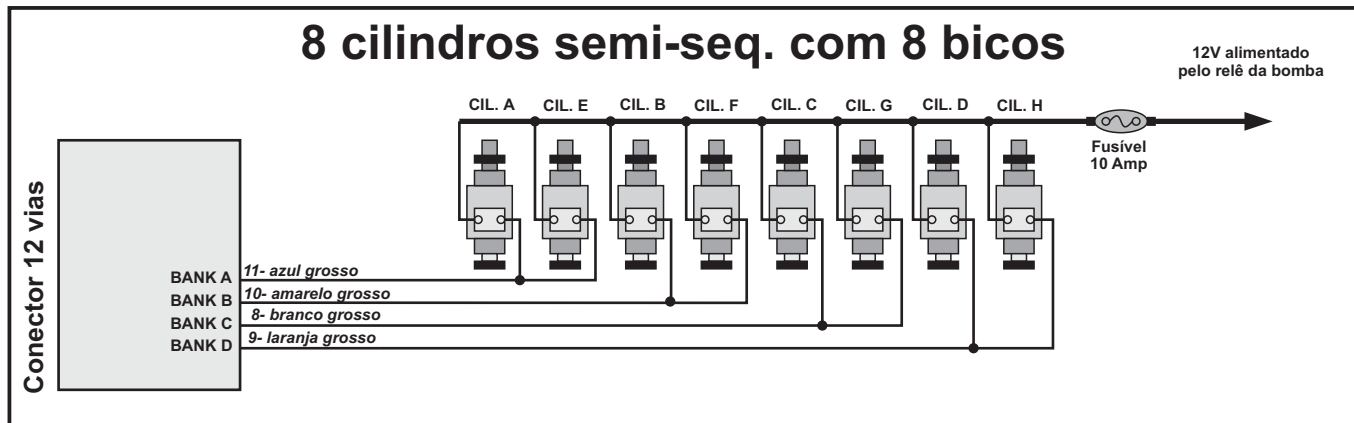 8 cilindros semi-seq. com 8 bicos
12V alimentado
pelo relê da bomba
CIL. A
CIL. E
CIL. B
CIL. F
CIL. C
CIL. G
CIL. D
CIL. H
Fusível
10 Amp
Conector 12 vias
BANK A
11- azul grosso
BANK B
10- amarelo grosso
BANK C
8- branco grosso
BANK D
9- laranja grosso